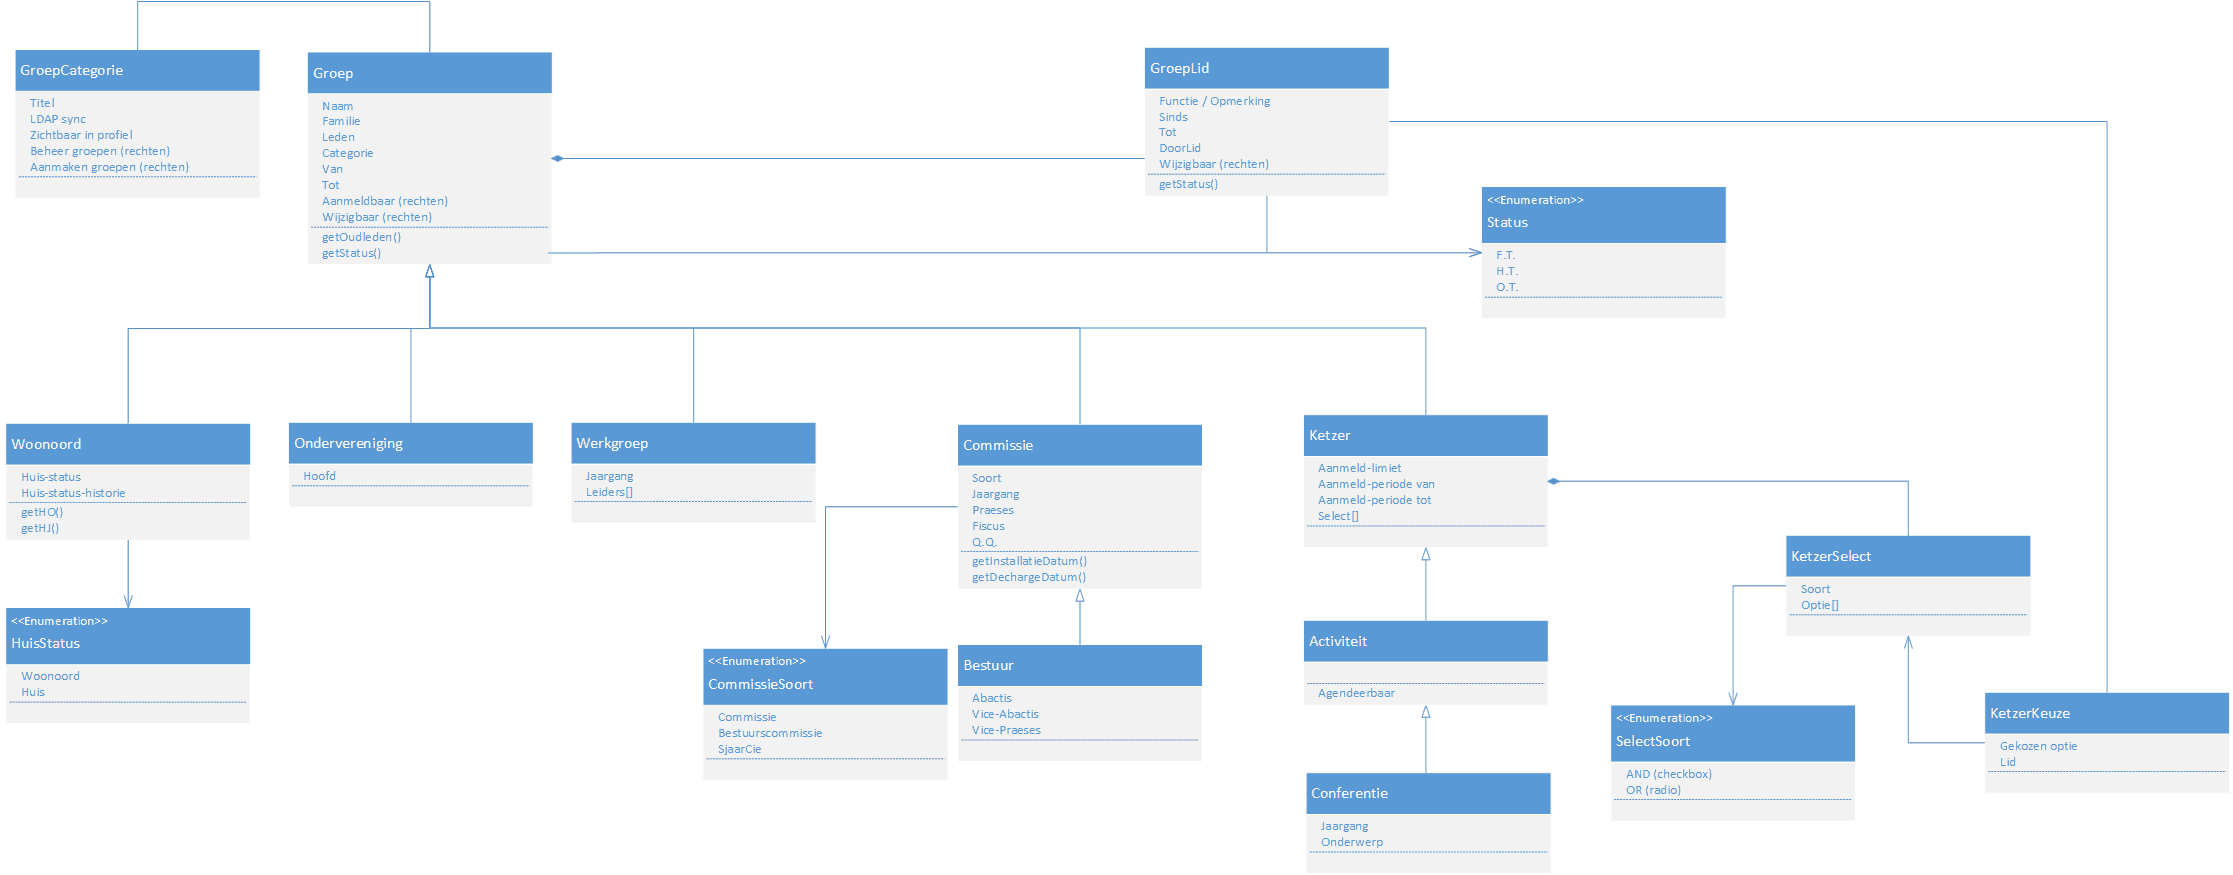 GroepCategorie
Titel
LDAP sync
Zichtbaar in profiel
Beheer groepen (rechten)
Aanmaken groepen (rechten)
Groep
Naam
Familie
Leden
Categorie
Van
Tot
Aanmeldbaar (rechten)
Wijzigbaar (rechten)
getOudleden()
getStatus()
GroepLid
Functie / Opmerking
Sinds
Tot
DoorLid
Wijzigbaar (rechten)
getStatus()
<<Enumeration>>
Status
F.T.
H.T.
O.T.
Woonoord
Huis-status
Huis-status-historie
getHO()
getHJ()
Ondervereniging
Hoofd
Werkgroep
Jaargang
Leiders[]
Commissie
Soort
Jaargang
Praeses
Fiscus
Q.Q.
getInstallatieDatum()
getDechargeDatum()
Ketzer
Aanmeld-limiet
Aanmeld-periode van
Aanmeld-periode tot
Select[]
KetzerSelect
Soort
Optie[]
<<Enumeration>>
HuisStatus
Woonoord
Huis
<<Enumeration>>
CommissieSoort
Commissie
Bestuurscommissie
SjaarCie
Bestuur
Abactis
Vice-Abactis
Vice-Praeses
Activiteit
Agendeerbaar
<<Enumeration>>
SelectSoort
AND (checkbox)
OR (radio)
KetzerKeuze
Gekozen optie
Lid
Conferentie
Jaargang
Onderwerp